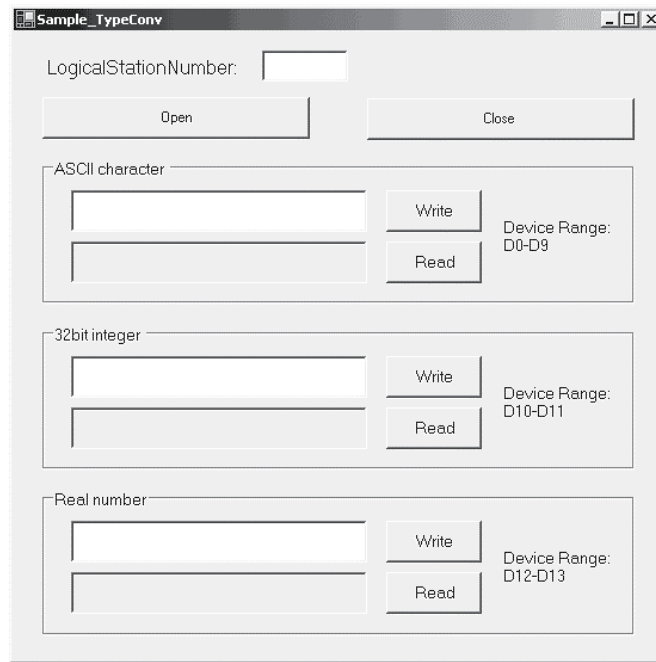 Sample_TypeConv
LogicalStationNumber:
Open
Close
ASCII character
Write
Device Range:
D0-D9
Read
32bit integer
Write
Device Range:
D10-D11
Read
Real number
Write
Device Range:
D12-D13
Read